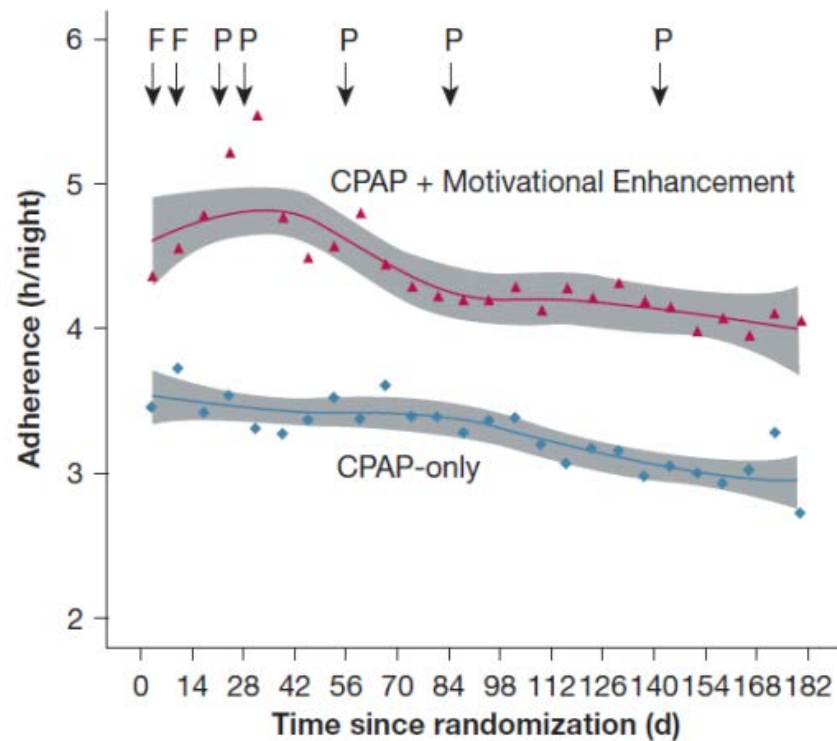 6
F F P P P P P
5
CPAP + Motivational Enhancement
Adherence (h/night)
4
3
CPAP-only
2
0 14 28 42 56 70 84 98 112 126 140 154 168 182
Time since randomization (d)